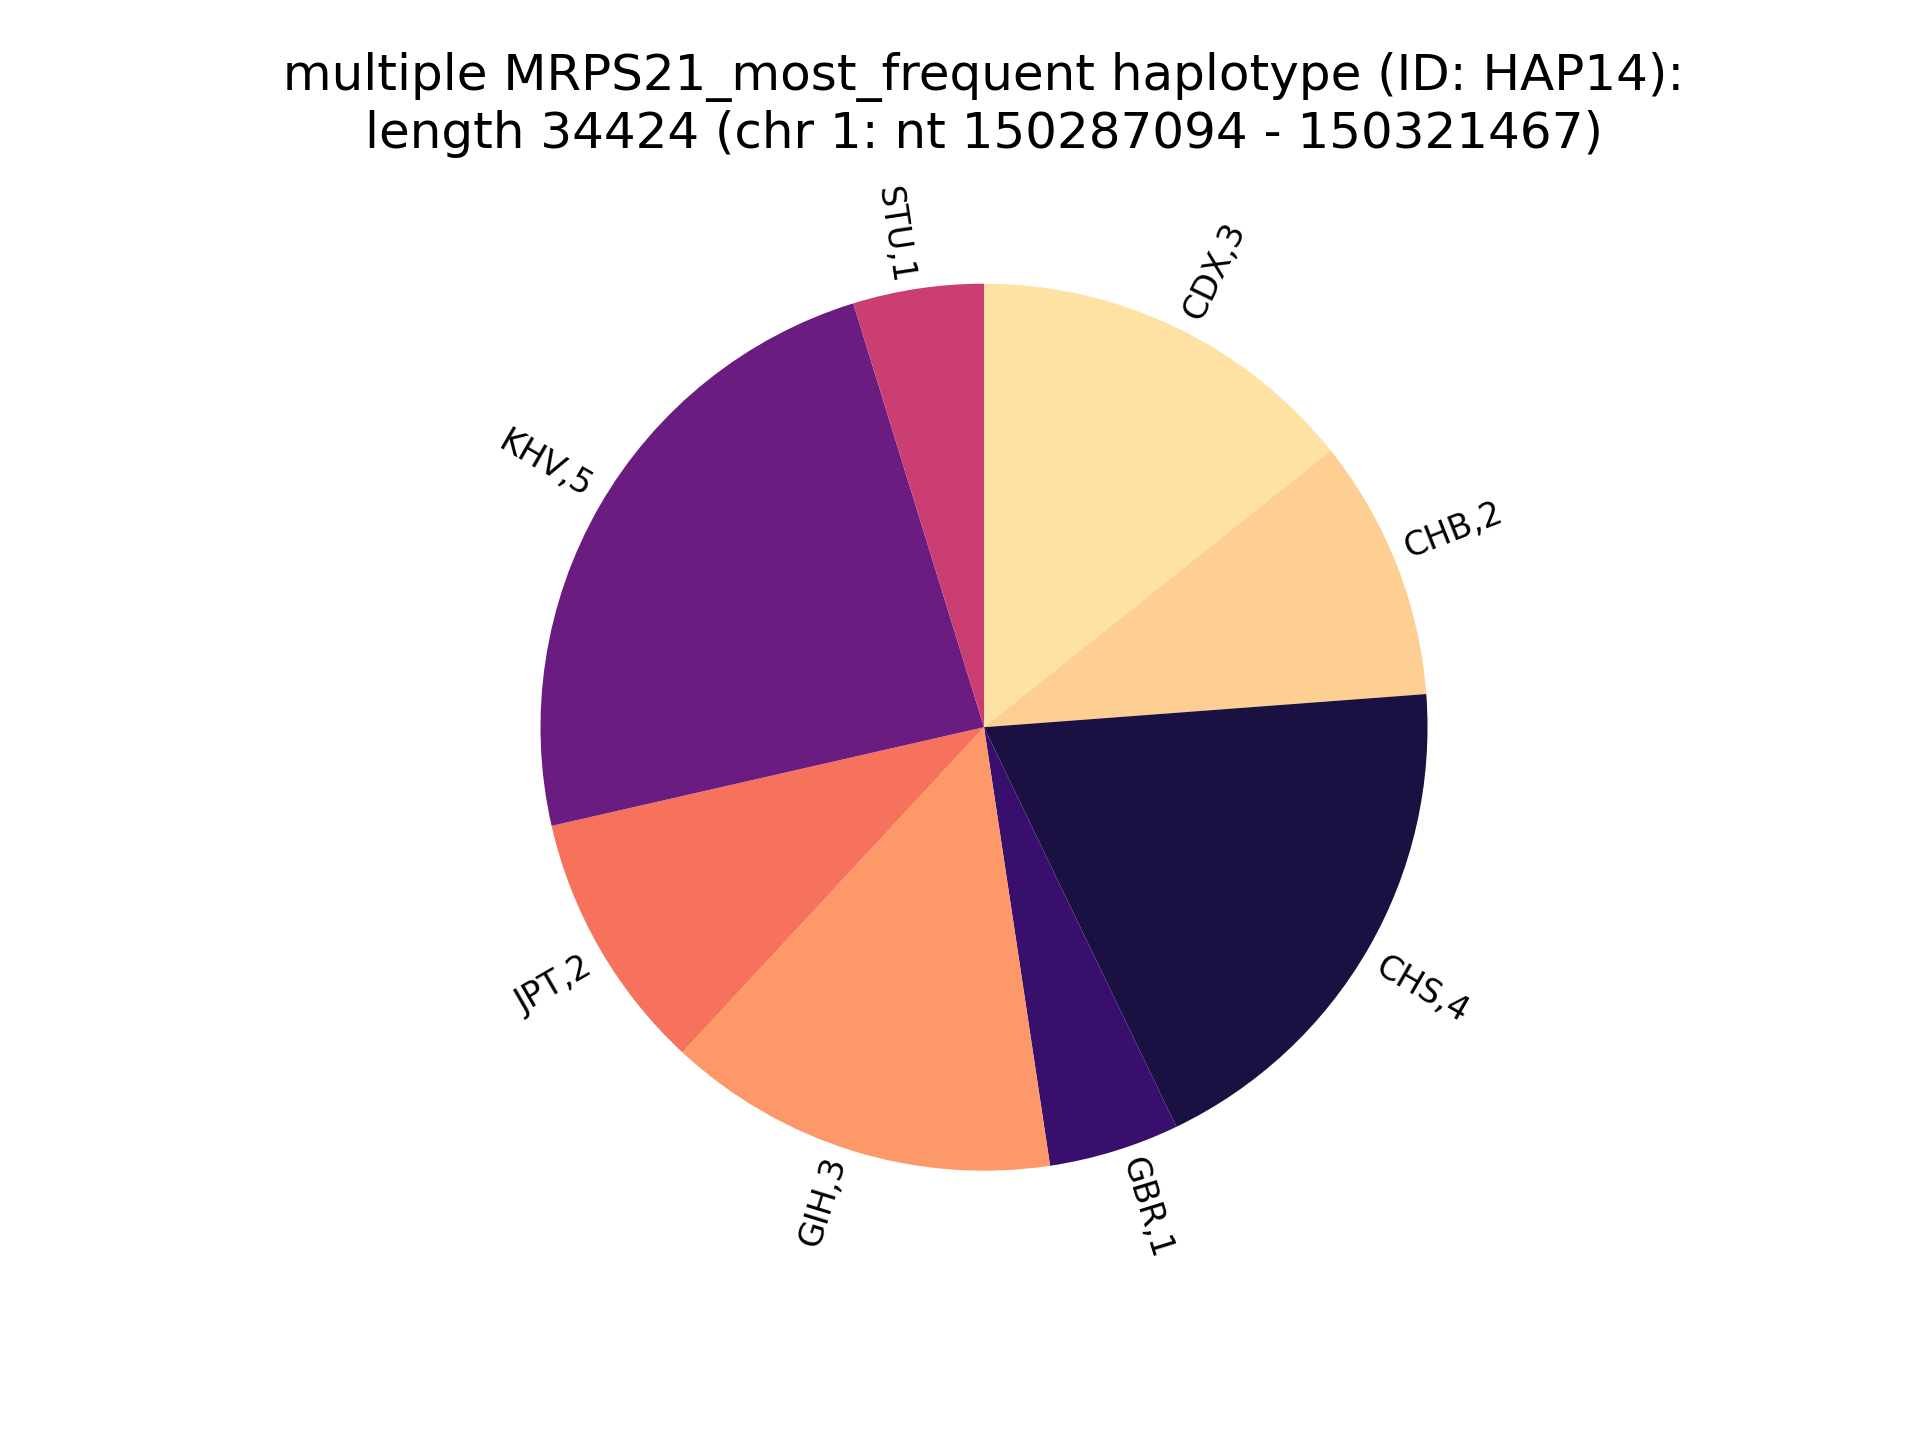 multiple MRPS21_most_frequent haplotype (ID: HAP14):
length 34424 (chr 1: nt 150287094 - 150321467)
STU,1
CDX,3
KHV,5
CHB,2
JPT,2
CHS,4
GIH,3
GBR,1